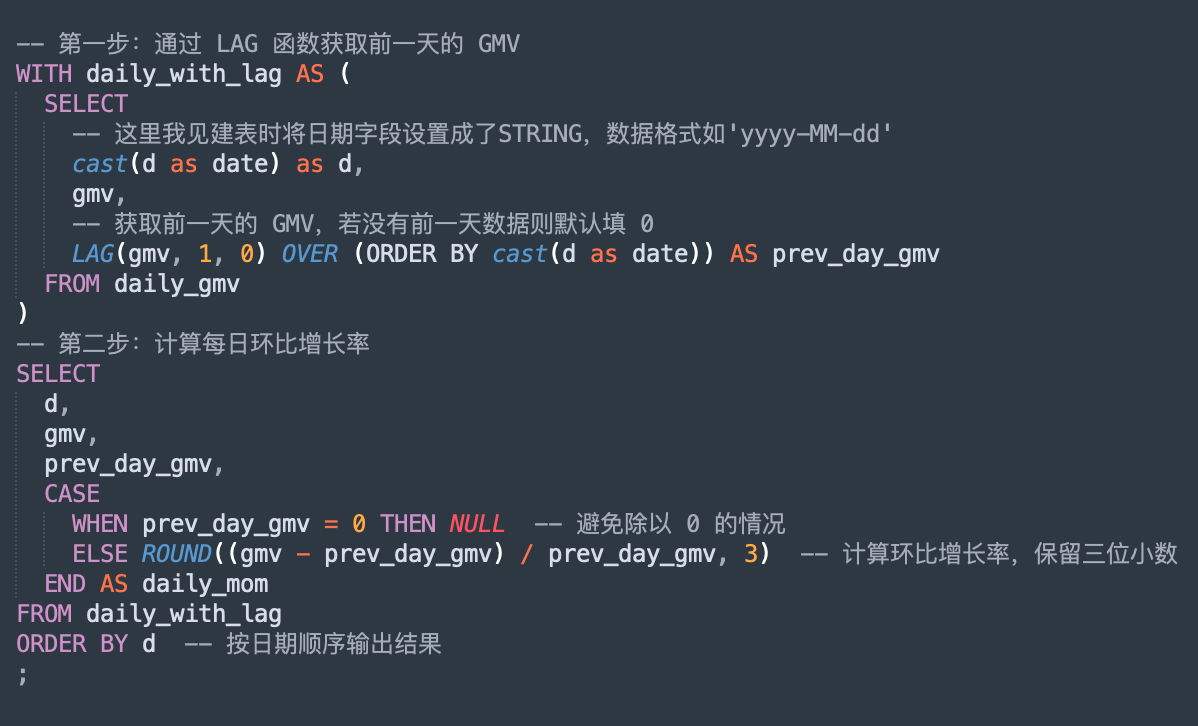 -- 第一步：通过 LAG 函数获取前一天的 GMV
WITH daily_with_lag AS (
  SELECT
    -- 这里我见建表时将日期字段设置成了STRING，数据格式如'yyyy-MM-dd'
    cast(d as date) as d,
    gmv,
    -- 获取前一天的 GMV，若没有前一天数据则默认填 0
    LAG(gmv, 1, 0) OVER (ORDER BY cast(d as date)) AS prev_day_gmv
  FROM daily_gmv
)
-- 第二步：计算每日环比增长率
SELECT
  d,
  gmv,
  prev_day_gmv,
  CASE
    WHEN prev_day_gmv = 0 THEN NULL  -- 避免除以 0 的情况
    ELSE ROUND((gmv - prev_day_gmv) / prev_day_gmv, 3)  -- 计算环比增长率，保留三位小数
  END AS daily_mom
FROM daily_with_lag
ORDER BY d  -- 按日期顺序输出结果
;